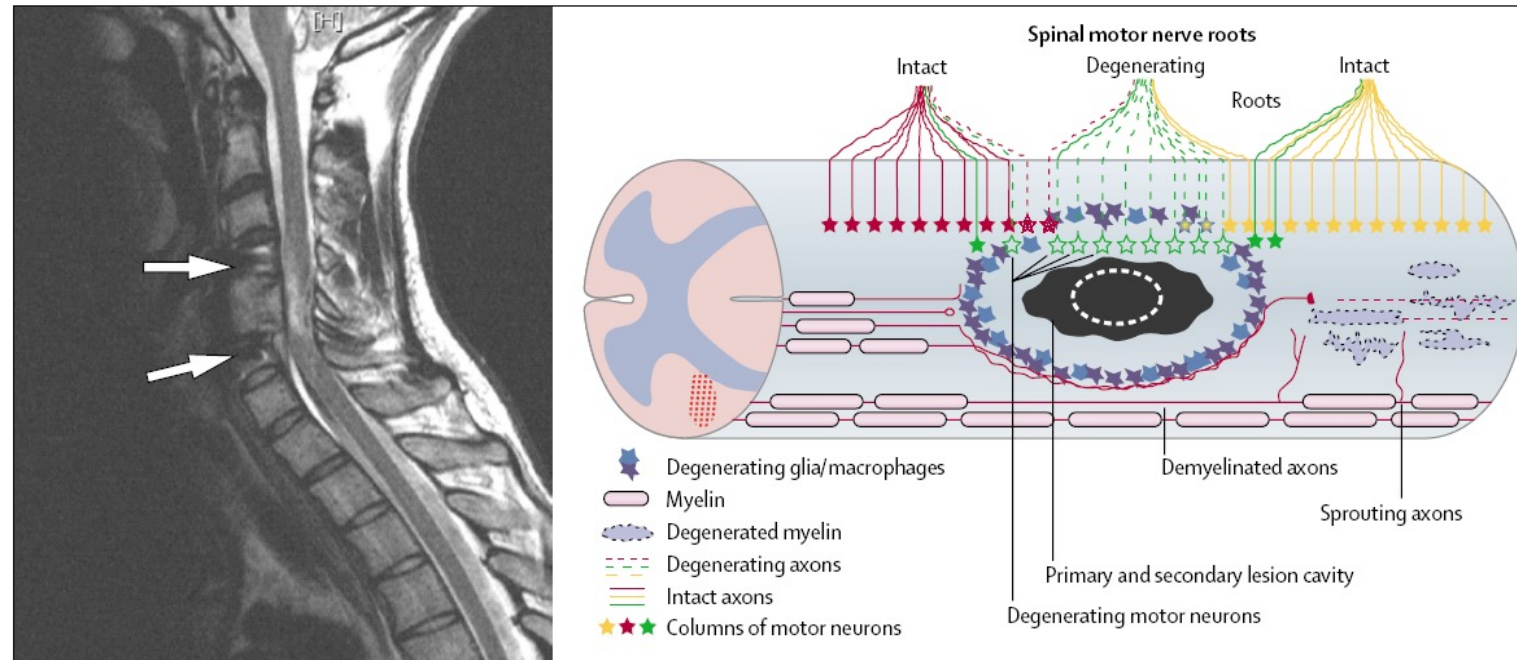 [H]
Spinal motor nerve roots
Intact
Degenerating
Intact
Roots
Degenerating glia/macrophages
Myelin
Degenerated myelin
Degenerating axons
Intact axons
Columns of motor neurons
Demyelinated axons
Sprouting axons
Primary and secondary lesion cavity
Degenerating motor neurons